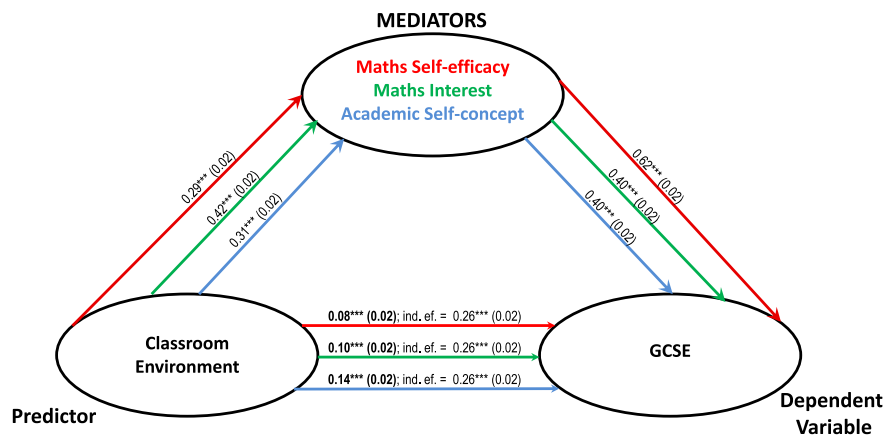 MEDIATORS
Maths Self-efficacy
Maths Interest
Academic Self-concept
0.29*** (0.02)
0.42*** (0.02)
0.31*** (0.02)
0.62*** (0.02)
0.40*** (0.02)
0.40*** (0.02)
Classroom
Environment
0.08*** (0.02); ind. ef. = 0.26*** (0.02)
0.10*** (0.02); ind. ef. = 0.26*** (0.02)
0.14*** (0.02); ind. ef. = 0.26*** (0.02)
GCSE
Predictor
Dependent
Variable